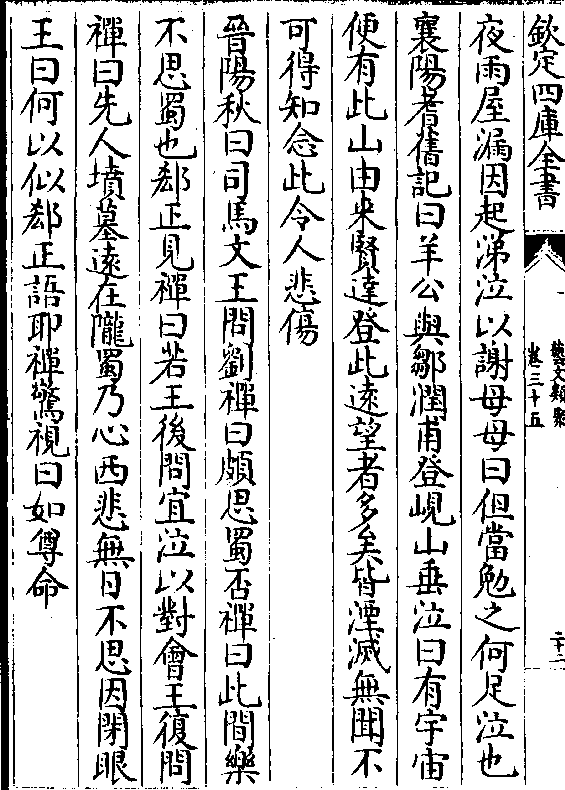 欽定四庫全書
藝文類聚
卷三十五
二十二
夜雨屋漏因起涕泣以謝母母曰但當勉之何足泣也
襄陽耆舊記曰羊公與鄒潤甫登峴山垂泣曰有宇宙
便有此山由來賢達登此遠望者多矣皆湮滅無聞不
可得知念此令人悲傷
晉陽秋曰司馬文王問劉禪曰頗思蜀否禪曰此間樂
不思蜀也郄正見禪曰若王後問宜泣以對會王復問
禪曰先人墳墓遠在隴蜀乃心西悲無日不思因閉眼
王曰何以似郄正語耶禪驚視曰如尊命